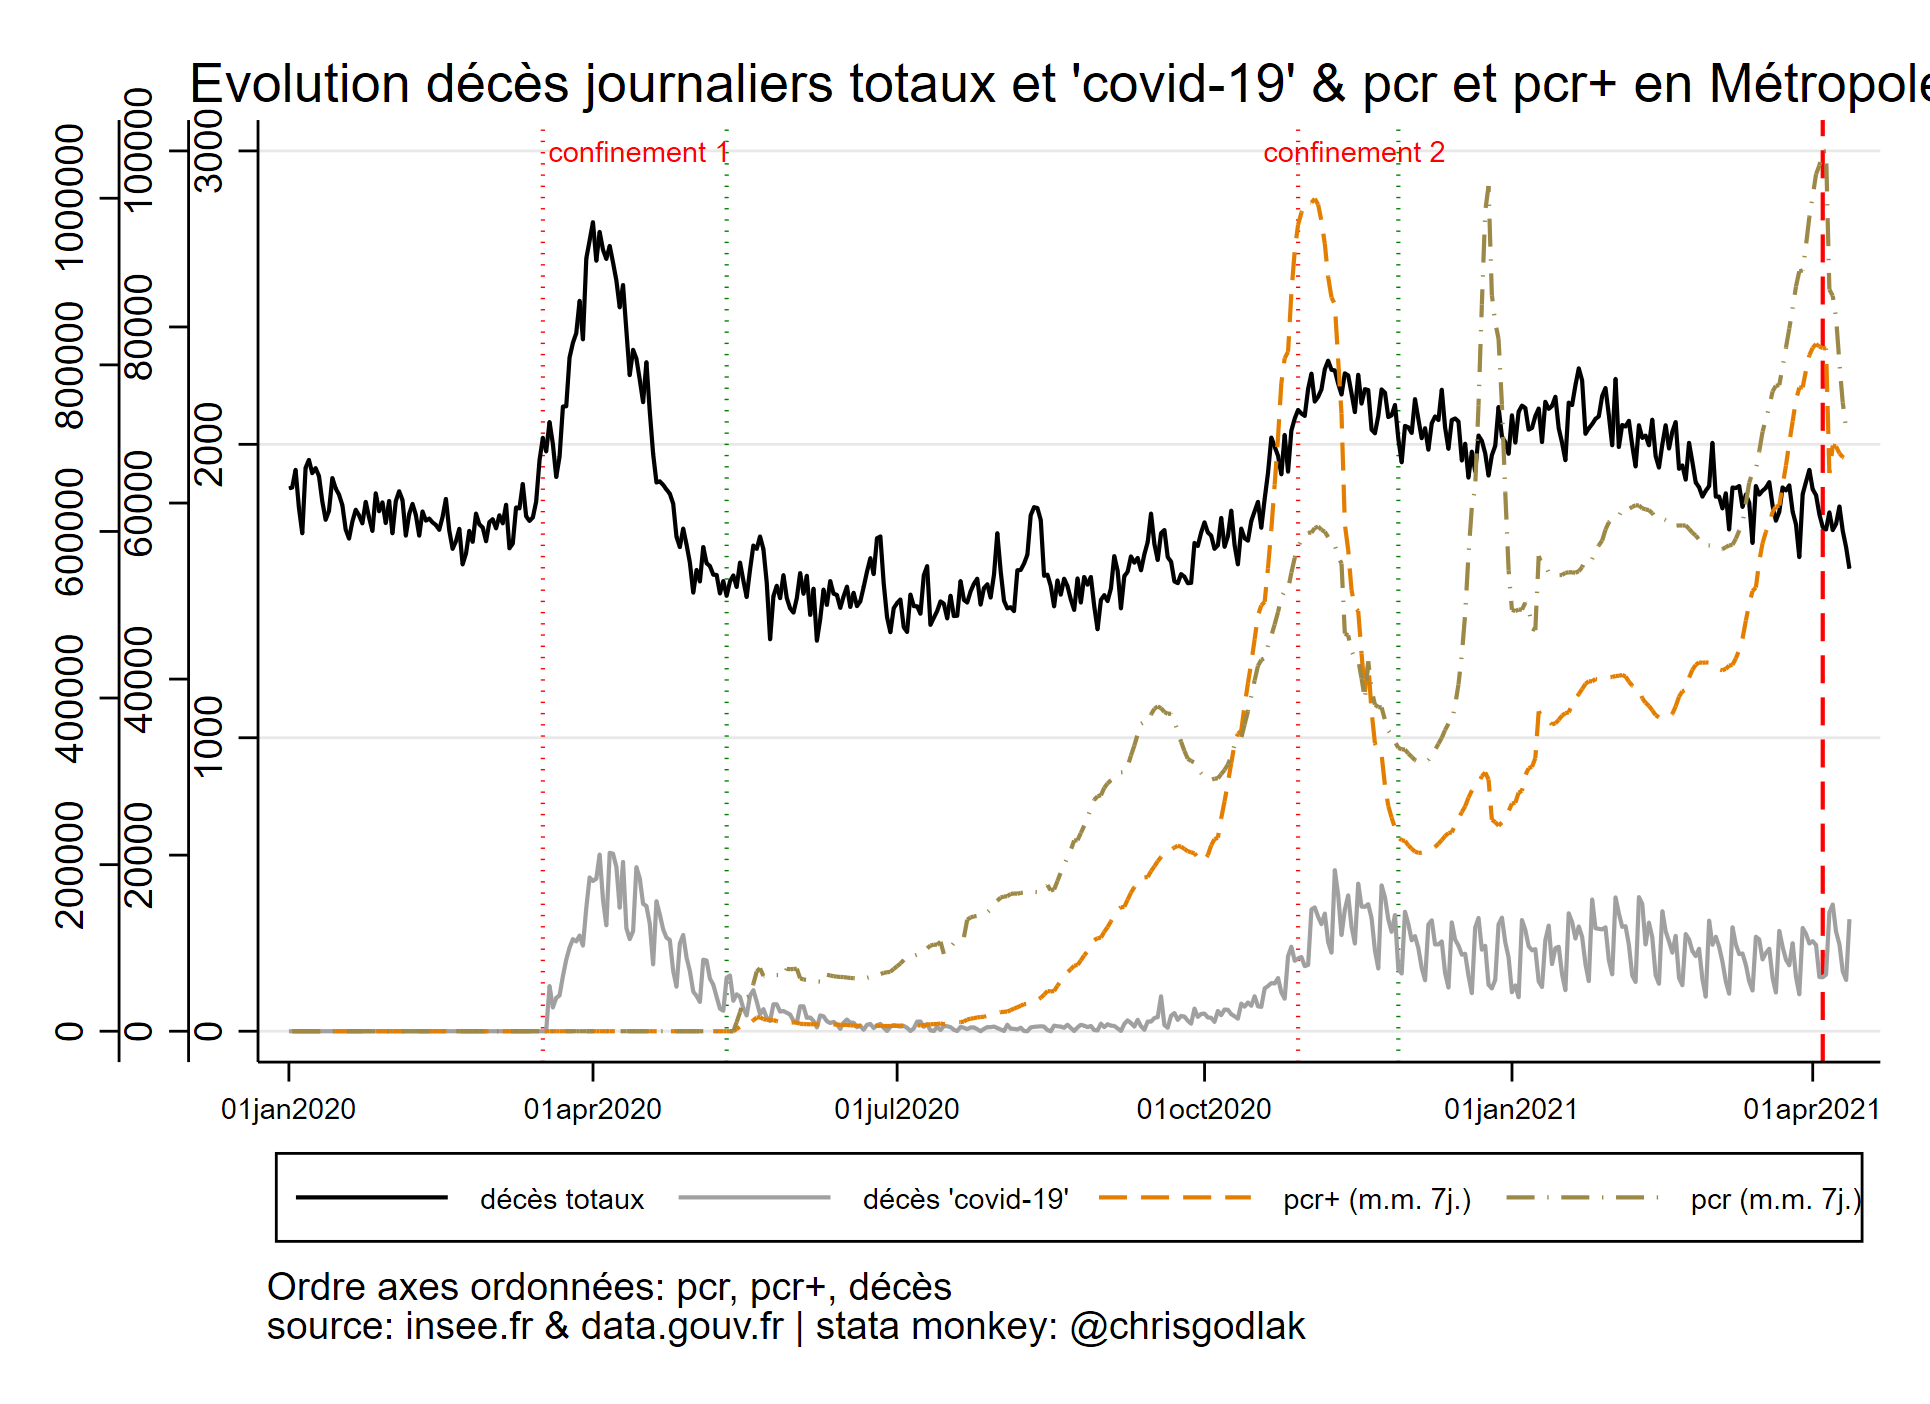 Evolution décès journaliers totaux et 'covid-19' & pcr et pcr+ en Métropole
confinement 1
confinement 2
1000000
800000
600000
400000
200000
0
100000
80000
60000
40000
20000
0
3000
2000
1000
0
01jan2020 01apr2020 01jul2020 01oct2020 01jan2021 01apr2021
décès totaux décès 'covid-19' pcr+ (m.m. 7j.) pcr (m.m. 7j.)
Ordre axes ordonnées: pcr, pcr+, décès
source: insee.fr & data.gouv.fr | stata monkey: @chrisgodlak